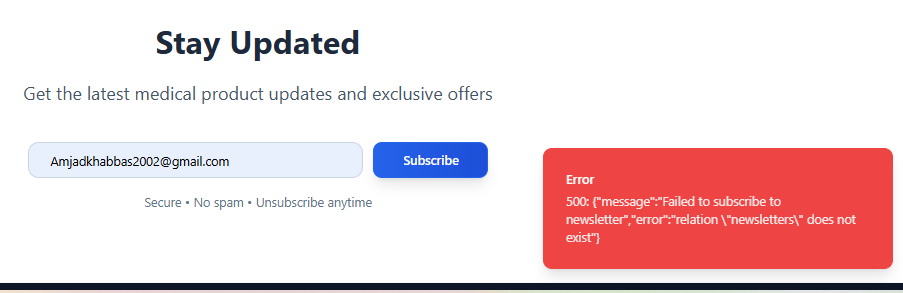 Stay Updated
Get the latest medical product updates and exclusive offers
Amjadkhabbas2002@gmail.com
Subscribe
Secure • No spam • Unsubscribe anytime
Error
500: {"message":"Failed to subscribe to
newsletter","error":"relation \"newsletters\" does not
exist"}